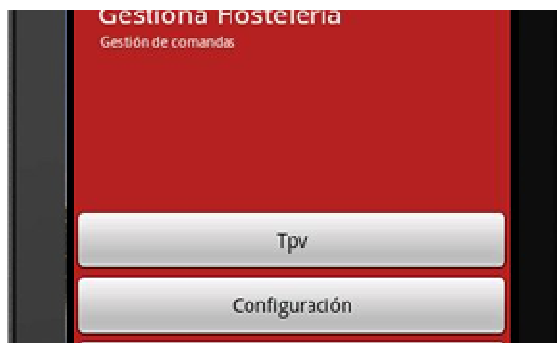 Gestiona Hostelería
Gestión de comandas
Tpv
Configuración